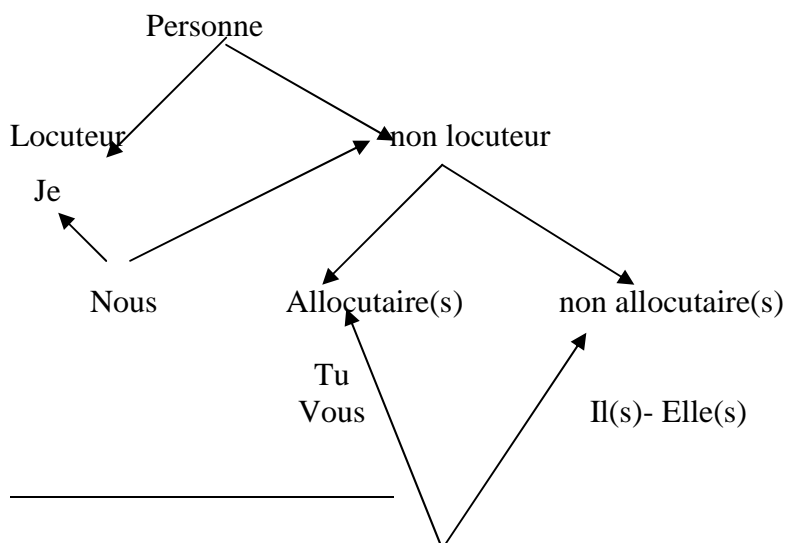 Personne
Locuteur non locuteur
Je
Nous Allocutaire(s) non allocutaire(s)
Tu
Vous Il(s)- Elle(s)